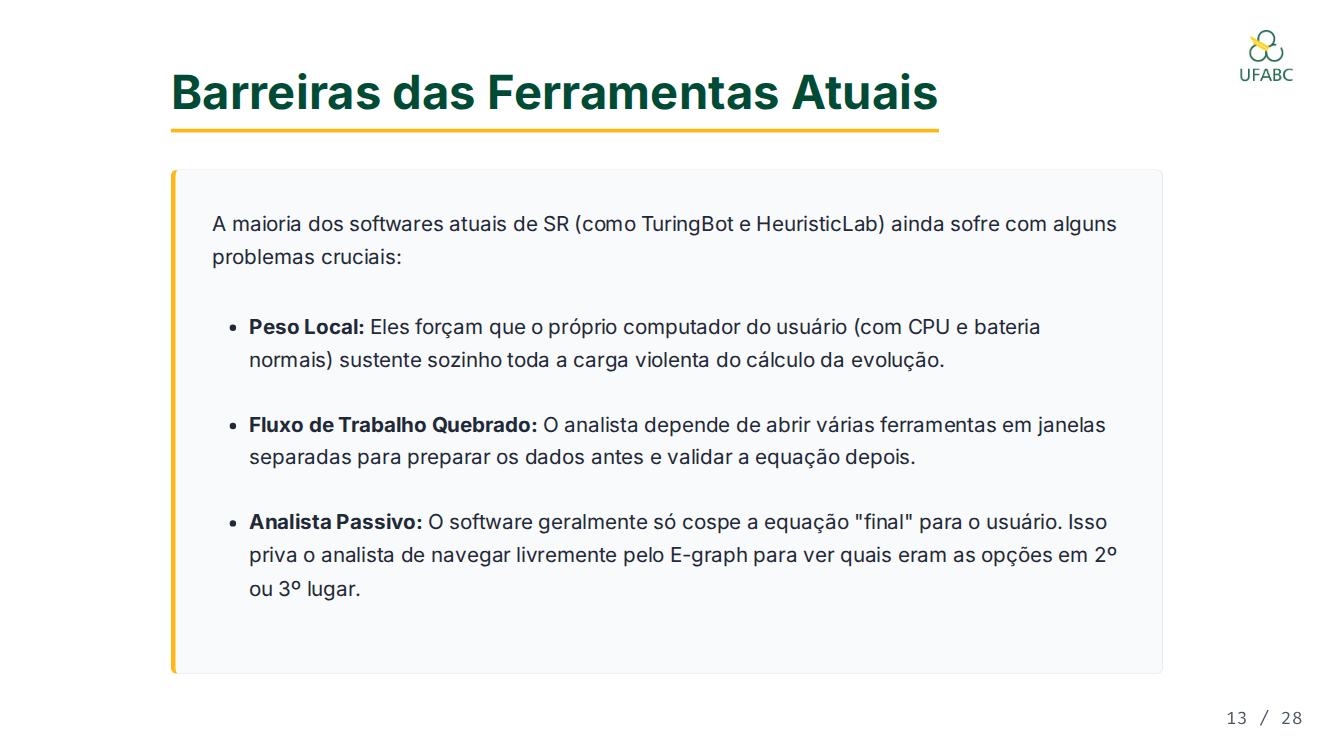 UFABC
Barreiras das Ferramentas Atuais
A maioria dos softwares atuais de SR (como TuringBot e HeuristicLab) ainda sofre com alguns
problemas cruciais:
• Peso Local: Eles forçam que o próprio computador do usuário (com CPU e bateria
normais) sustente sozinho toda a carga violenta do cálculo da evolução.
• Fluxo de Trabalho Quebrado: O analista depende de abrir várias ferramentas em janelas
separadas para preparar os dados antes e validar a equação depois.
• Analista Passivo: O software geralmente só cospe a equação "final" para o usuário. Isso
priva o analista de navegar livremente pelo E-graph para ver quais eram as opções em 2º
ou 3º lugar.
13 / 28